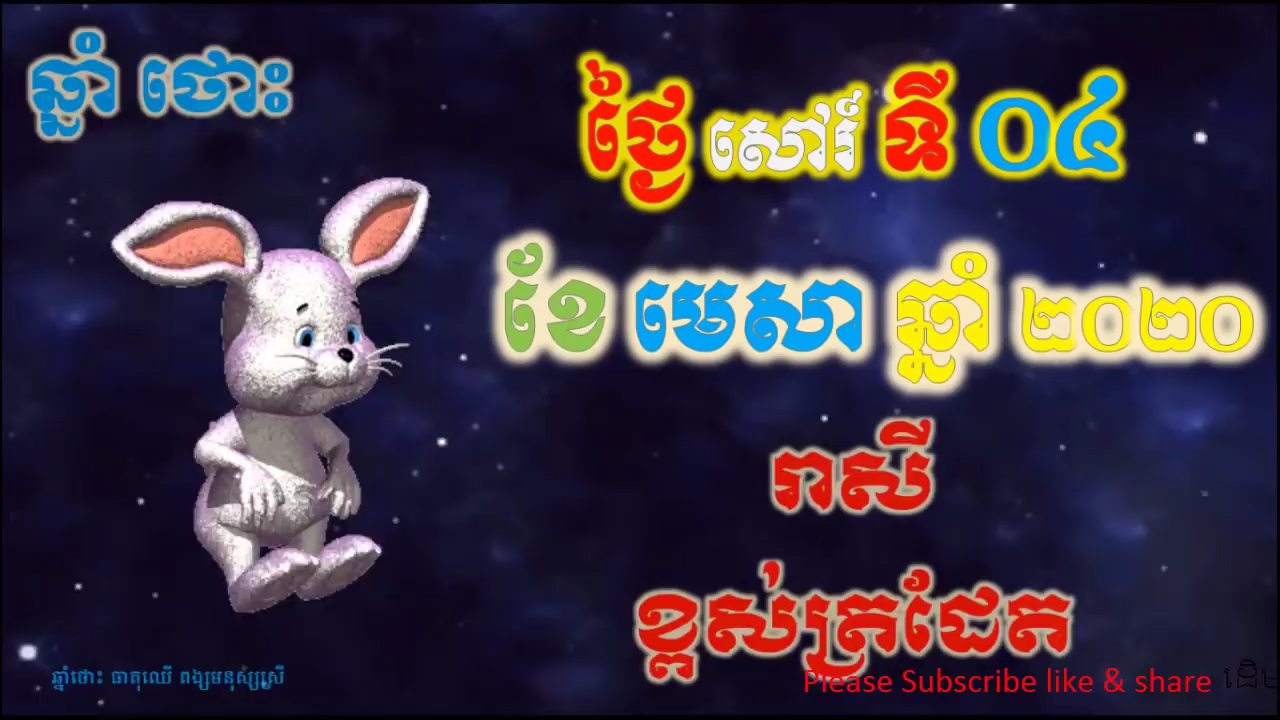 ឆ្នាំ ថោះ
ថ្ងៃ សៅរ៍ ទី ០៤
ខែ មេសា ឆ្នាំ ២០២០
រាសី
ខ្ពស់ត្រដែត
ឆ្នាំថោះ ធាតុឈើ ពង្សមនុស្សស្រី
Please Subscribe like & share